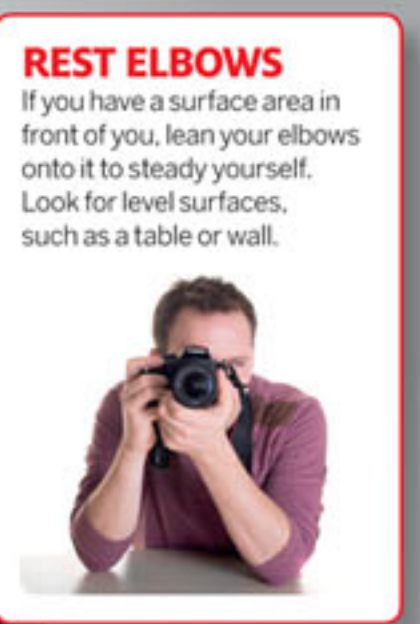 REST ELBOWS
If you have a surface area in
front of you, lean your elbows
onto it to steady yourself.
Look for level surfaces,
such as a table or wall.